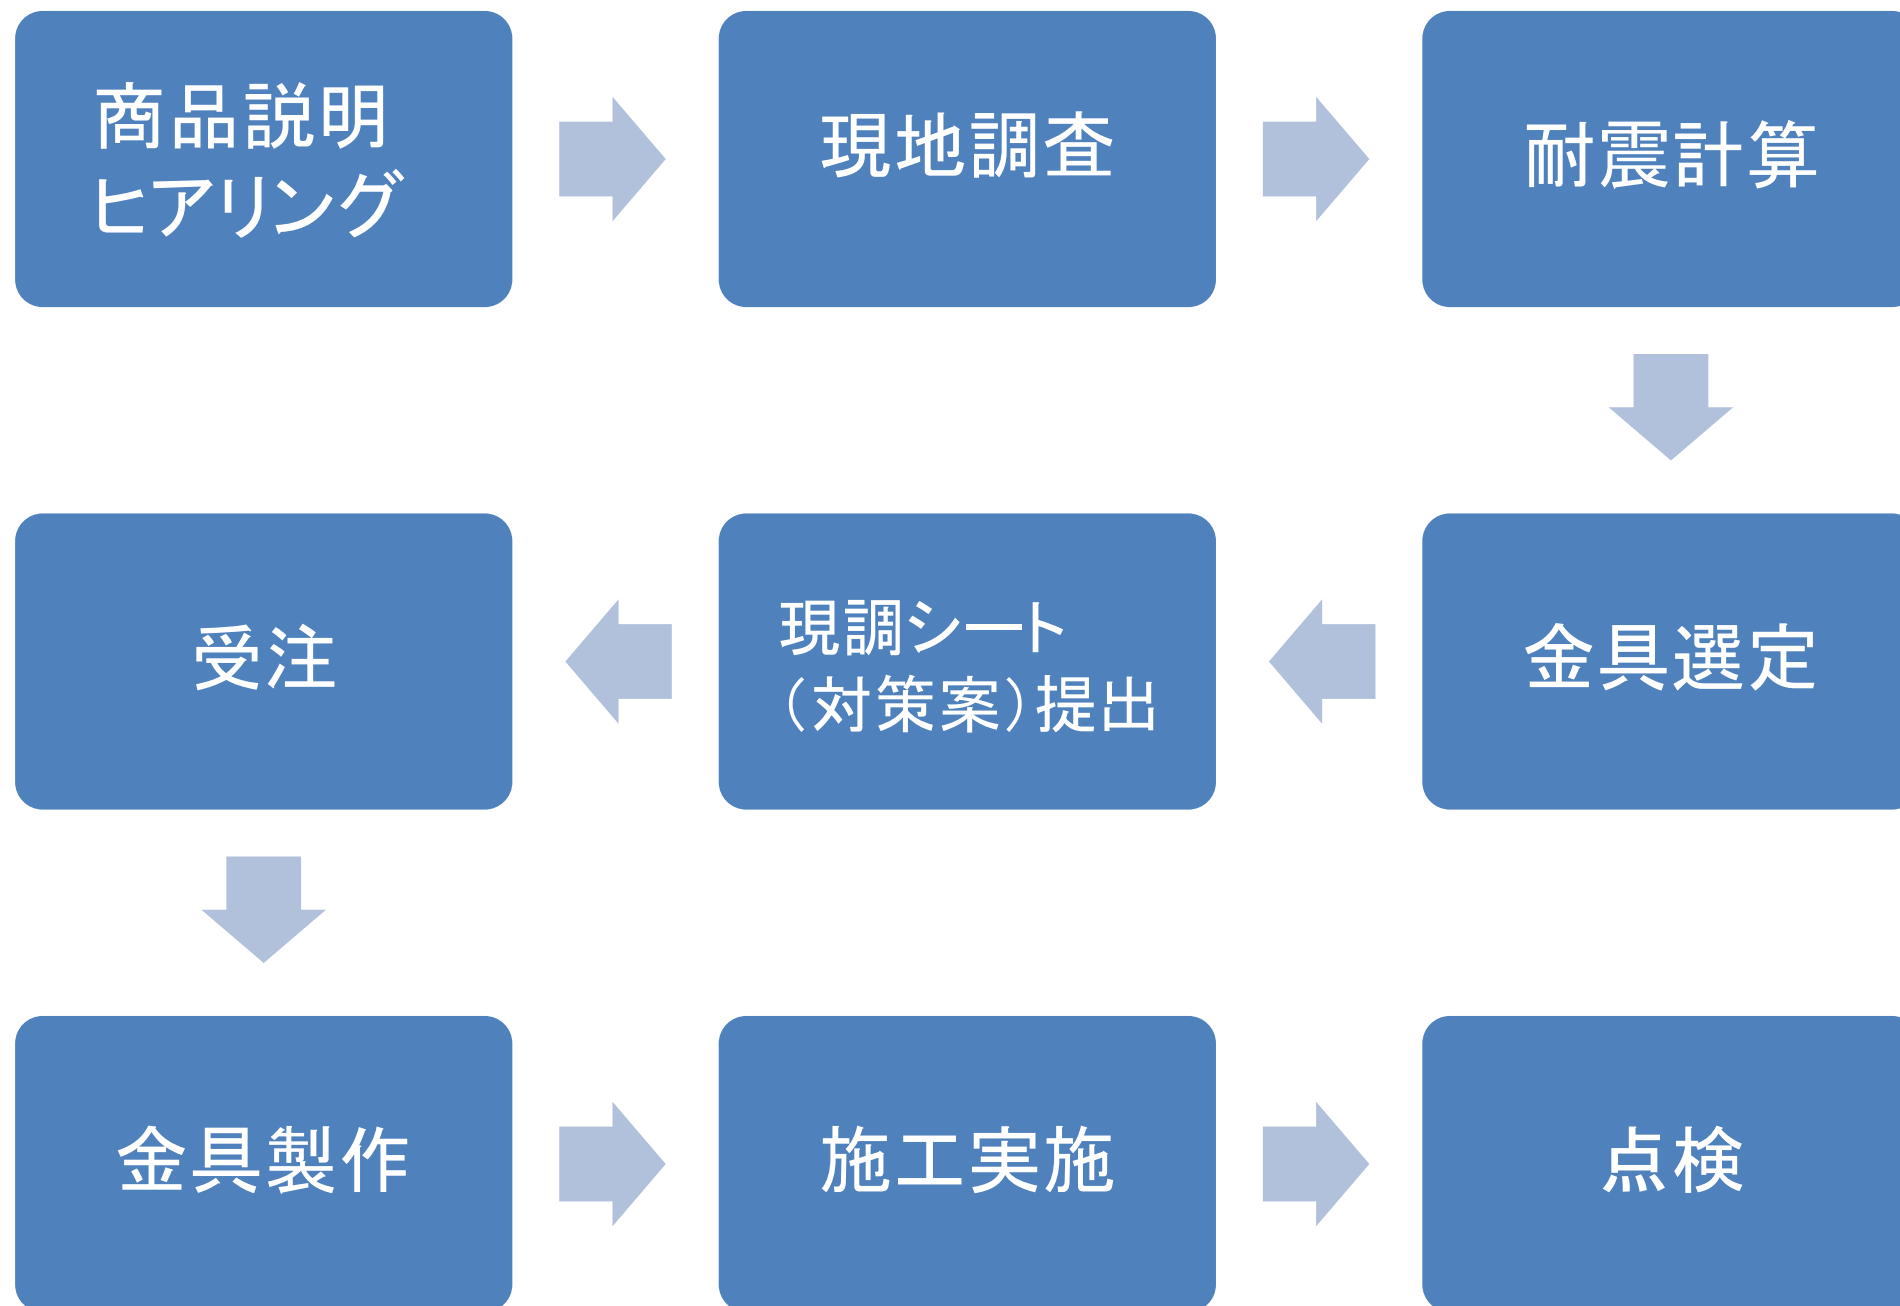 商品説明
ヒアリング
現地調査
耐震計算
金具選定
現調シート
（対策案）提出
受注
金具製作
施工実施
点検